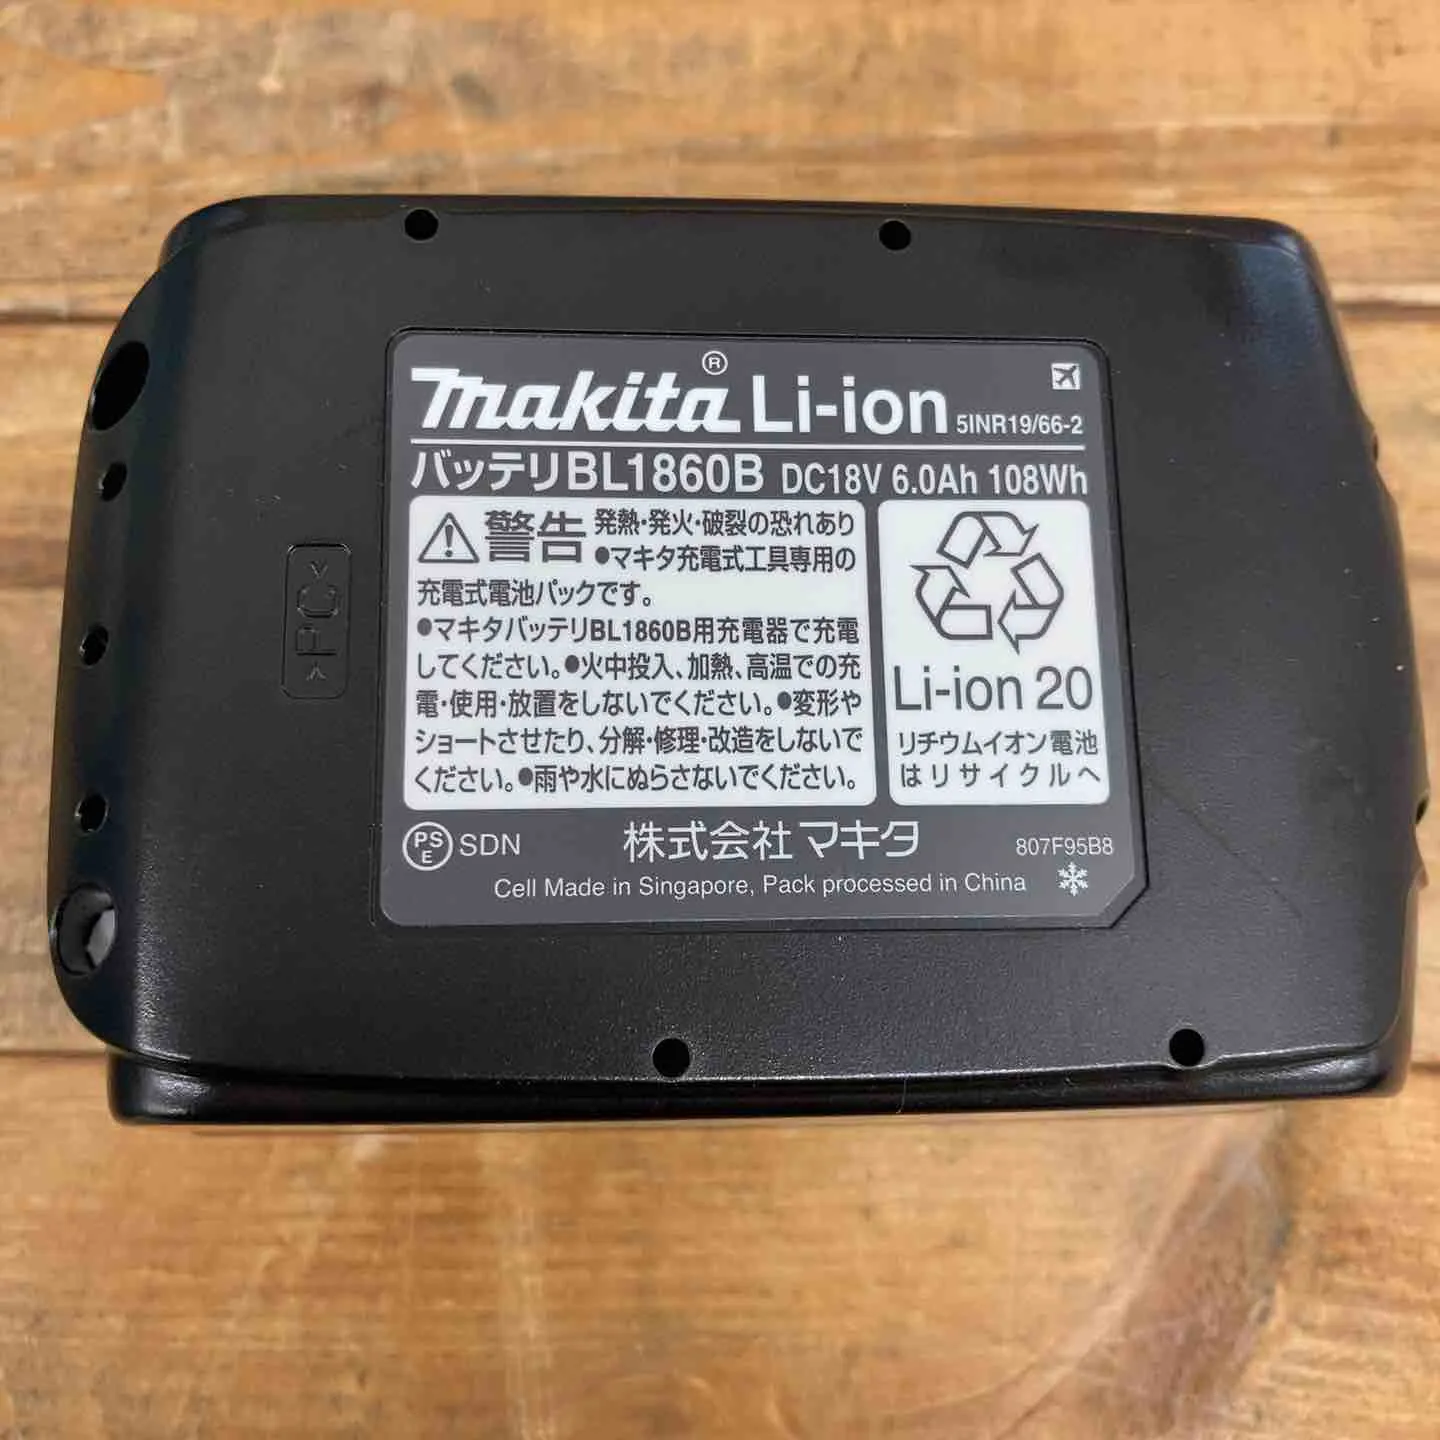 makita® Li-ion 5INR19/66-2
バッテリBL1860B DC18V 6.0Ah 108Wh
警告 発熱・発火・破裂の恐れあり
●マキタ充電式工具専用の
充電式電池パックです。
●マキタバッテリBL1860B用充電器で充電
してください。●火中投入、加熱、高温での充
電・使用・放置をしないでください。●変形や
ショートさせたり、分解・修理・改造をしないで
ください。●雨や水にぬらさないでください。
Li-ion 20
リチウムイオン電池
はリサイクルへ
PSE SDN 株式会社マキタ 807F95B8
Cell Made in Singapore, Pack processed in China
>PC<